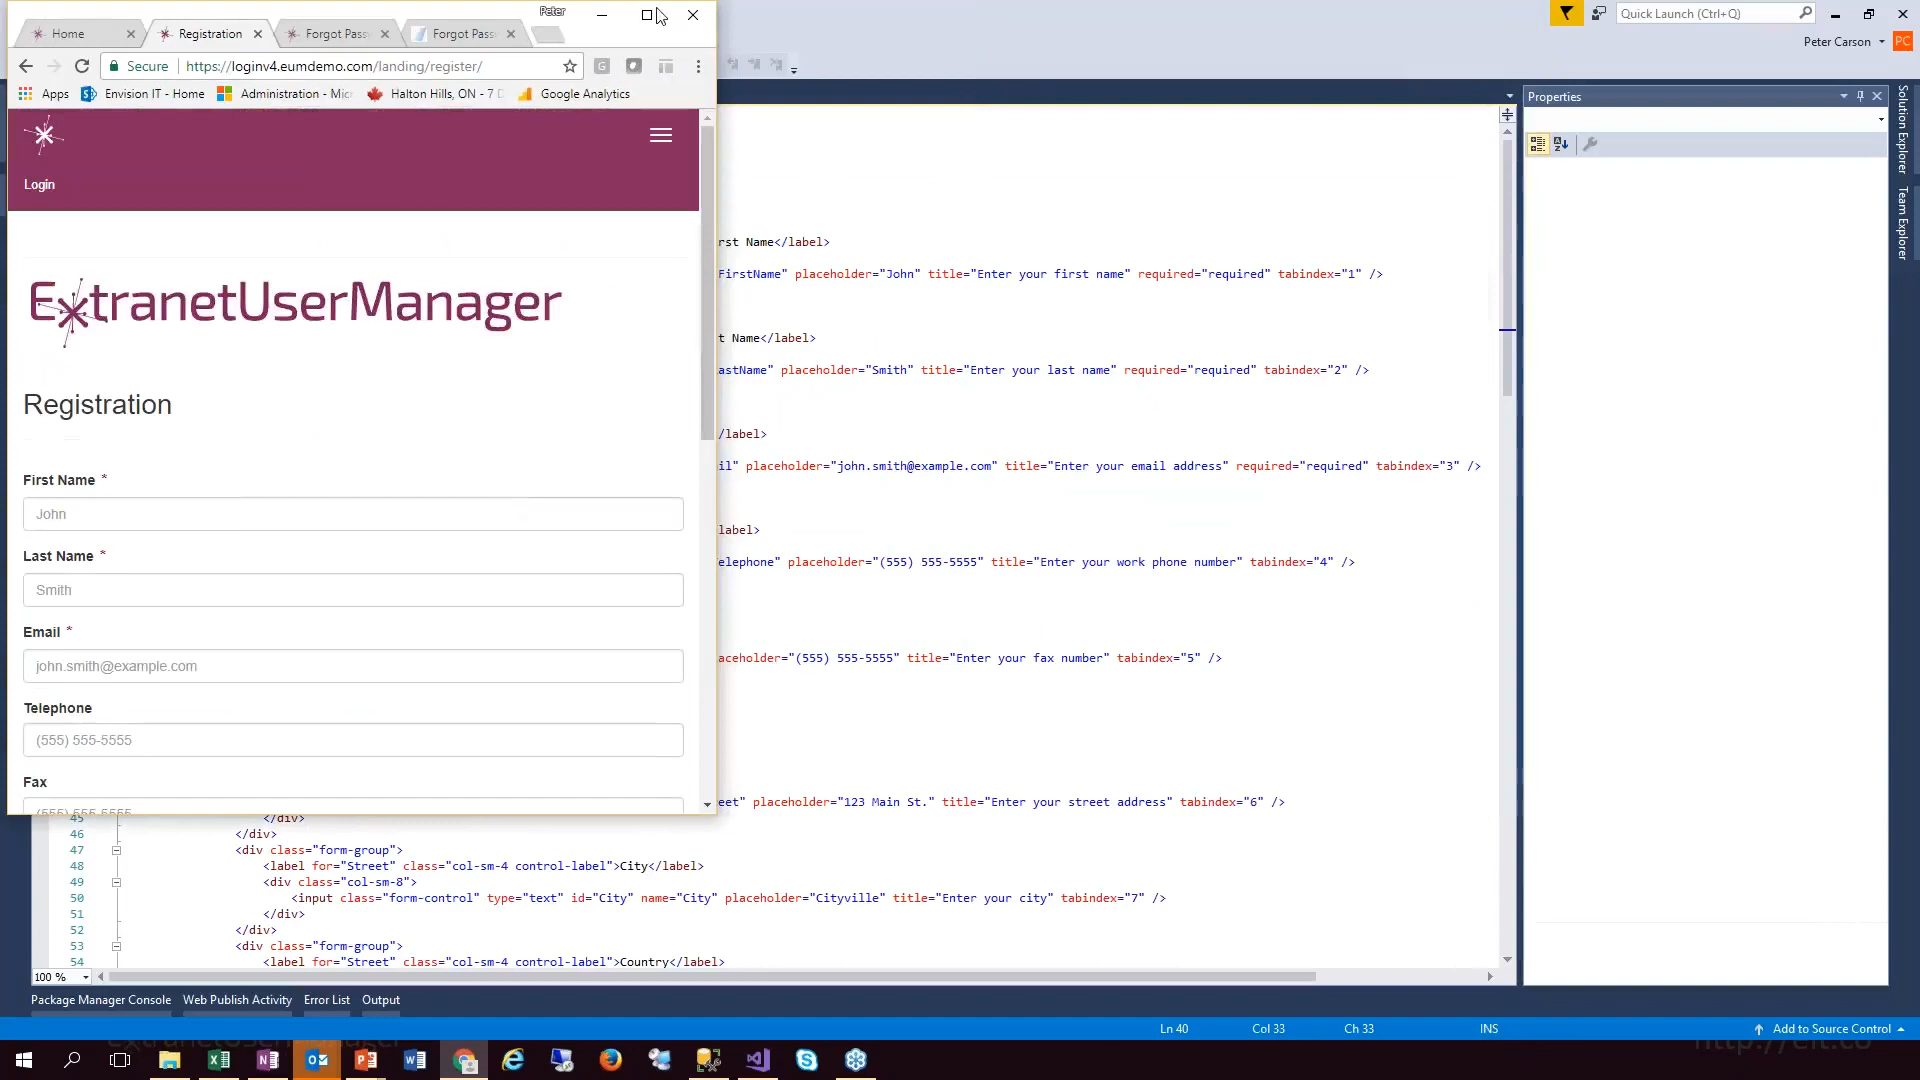 Peter
Home
Registration
Forgot Pass
Forgot Pass
Secure
https://loginv4.eumdemo.com/landing/register/
Apps
Envision IT - Home
Administration - Micr
Halton Hills, ON - 7 D
Google Analytics
Login
ExtranetUserManager
Registration
First Name *
John
Last Name *
Smith
Email *
john.smith@example.com
Telephone
(555) 555-5555
Fax
(555) 555-5555
Quick Launch (Ctrl+Q)
Peter Carson
PC
Properties
Solution Explorer
Team Explorer
rst Name</label>
FirstName" placeholder="John" title="Enter your first name" required="required" tabindex="1" />
t Name</label>
astName" placeholder="Smith" title="Enter your last name" required="required" tabindex="2" />
/label>
il" placeholder="john.smith@example.com" title="Enter your email address" required="required" tabindex="3" />
label>
elephone" placeholder="(555) 555-5555" title="Enter your work phone number" tabindex="4" />
aceholder="(555) 555-5555" title="Enter your fax number" tabindex="5" />
eet" placeholder="123 Main St." title="Enter your street address" tabindex="6" />
45 </div>
46 </div>
47 <div class="form-group">
48 <label for="Street" class="col-sm-4 control-label">City</label>
49 <div class="col-sm-8">
50 <input class="form-control" type="text" id="City" name="City" placeholder="Cityville" title="Enter your city" tabindex="7" />
51 </div>
52 </div>
53 <div class="form-group">
54 <label for="Street" class="col-sm-4 control-label">Country</label>
100 %
Package Manager Console Web Publish Activity Error List Output
Ln 40 Col 33 Ch 33 INS Add to Source Control